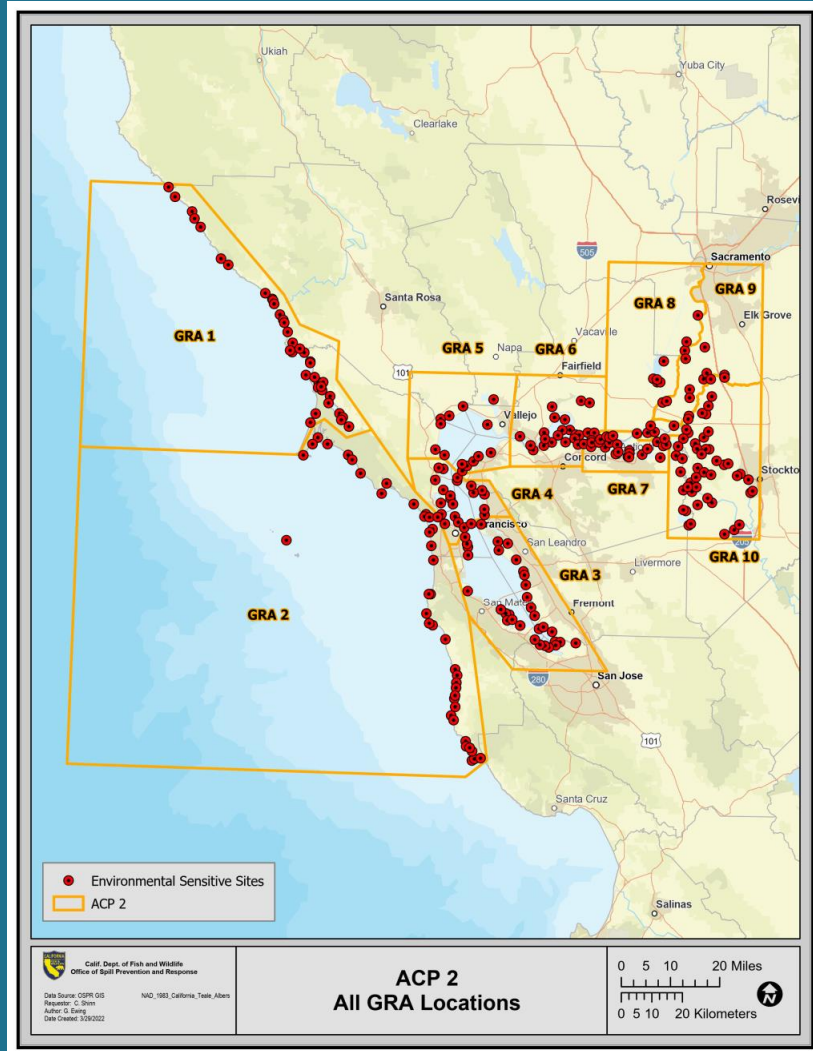 Ukiah
Yuba City
Clearlake
Sacramento
505
GRA 9
Santa Rosa
GRA 8
Elk Grove
GRA 1
Vacaville
GRA 5
Napa
GRA 6
101
Fairfield
Vallejo
Concord
Stockto
GRA 4
GRA 7
San Leandro
GRA 10
Livermore
GRA 3
GRA 2
San Mate
Fremont
280
San Jose
101
Santa Cruz
Environmental Sensitive Sites
ACP 2
Salinas
CALIFORNIA
Calif. Dept. of Fish and Wildlife
Office of Spill Prevention and Response
Data Source: OSPR GIS NAD_1983_California_Teale_Albers
Requestor: C. Shinn
Author: G. Ewing
Date Created: 3/29/2022
ACP 2
All GRA Locations
0 5 10 20 Miles
0 5 10 20 Kilometers
N